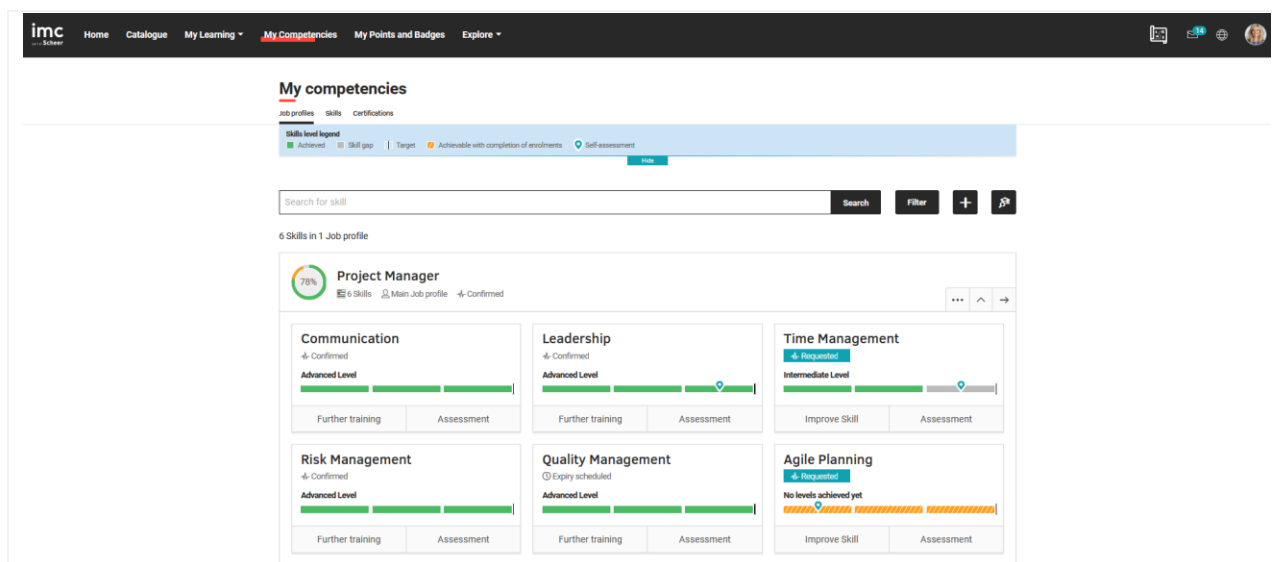 imc
Scheer
Home Catalogue My Learning My Competencies My Points and Badges Explore
14
My competencies
Job profiles Skills Certifications
Skills level legend
Achieved Skill gap Target Achievable with completion of enrolments Self-assessment
Hide
Search for skill Search Filter
6 Skills in 1 Job profile
78% Project Manager
6 Skills Main Job profile Confirmed
Communication
Confirmed
Advanced Level
Further training Assessment
Leadership
Confirmed
Advanced Level
Further training Assessment
Time Management
Requested
Intermediate Level
Improve Skill Assessment
Risk Management
Confirmed
Advanced Level
Further training Assessment
Quality Management
Expiry scheduled
Advanced Level
Further training Assessment
Agile Planning
Requested
No levels achieved yet
Improve Skill Assessment